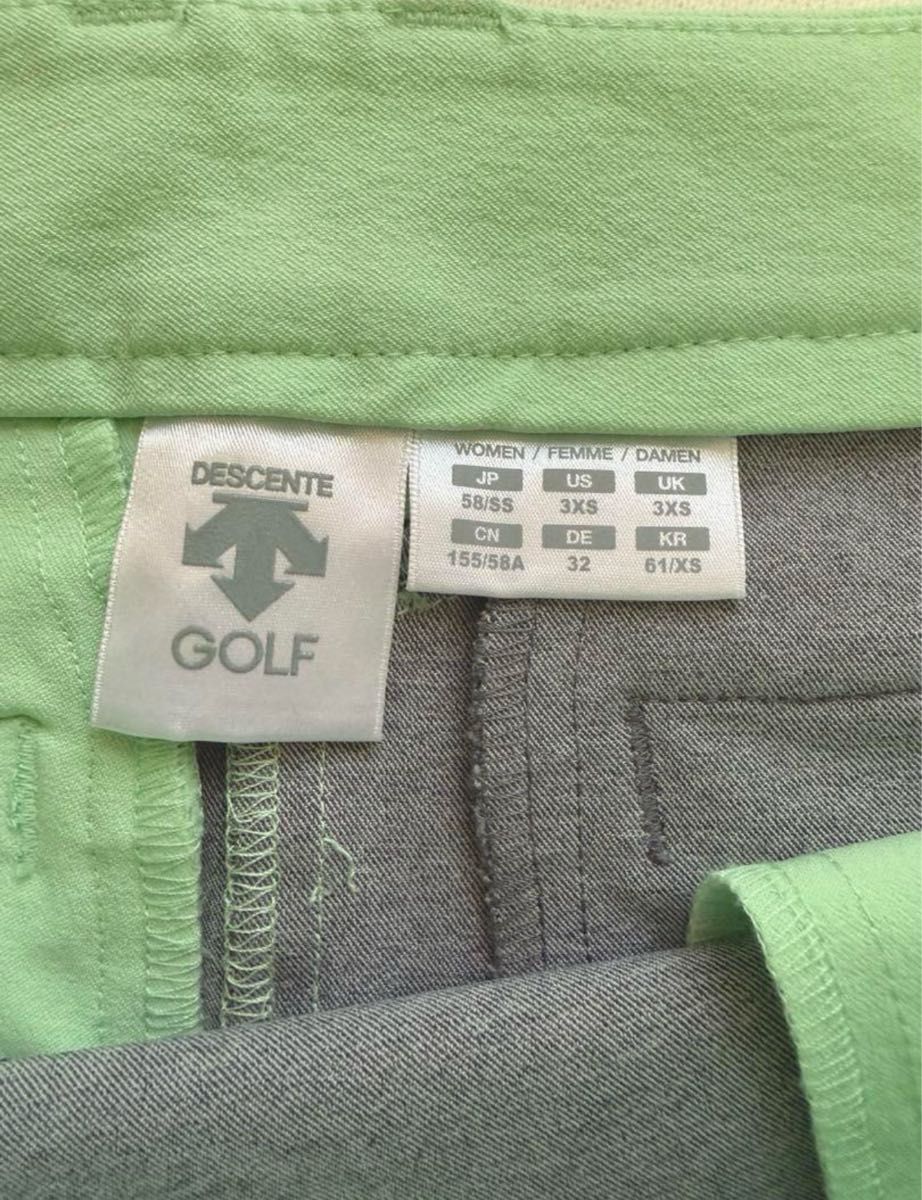 DESCENTE
GOLF
WOMEN / FEMME / DAMEN
JP US UK
58/SS 3XS 3XS
CN DE KR
155/58A 32 61/XS